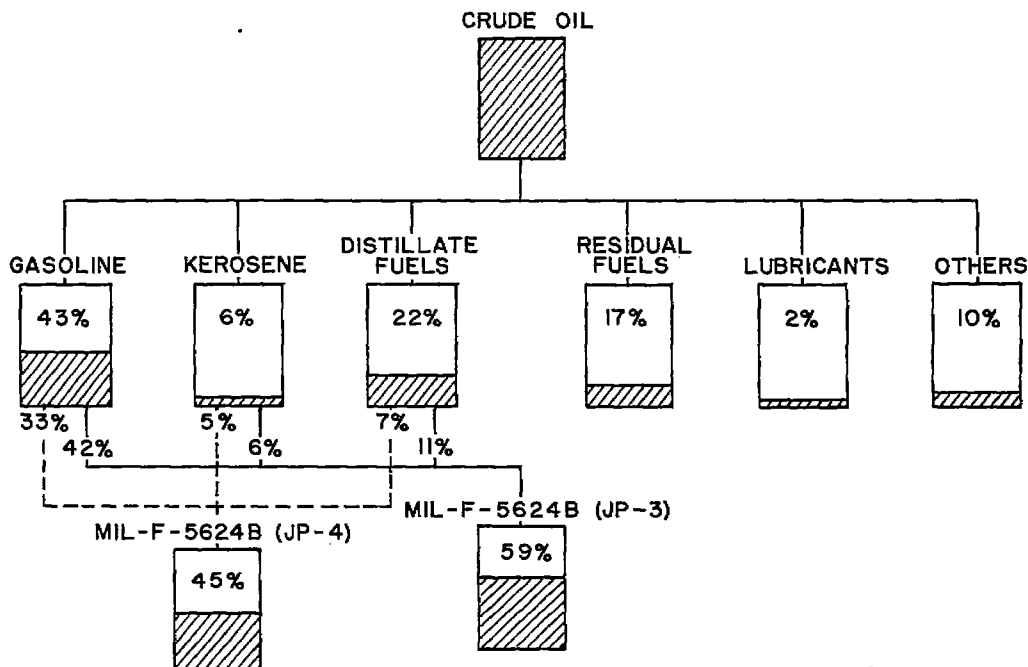 CRUDE OIL
GASOLINE
43%
KEROSENE
6%
DISTILLATE
FUELS
22%
RESIDUAL
FUELS
17%
LUBRICANTS
2%
OTHERS
10%
33%
42%
5%
6%
7%
11%
MIL-F-5624B (JP-4)
45%
MIL-F-5624B (JP-3)
59%